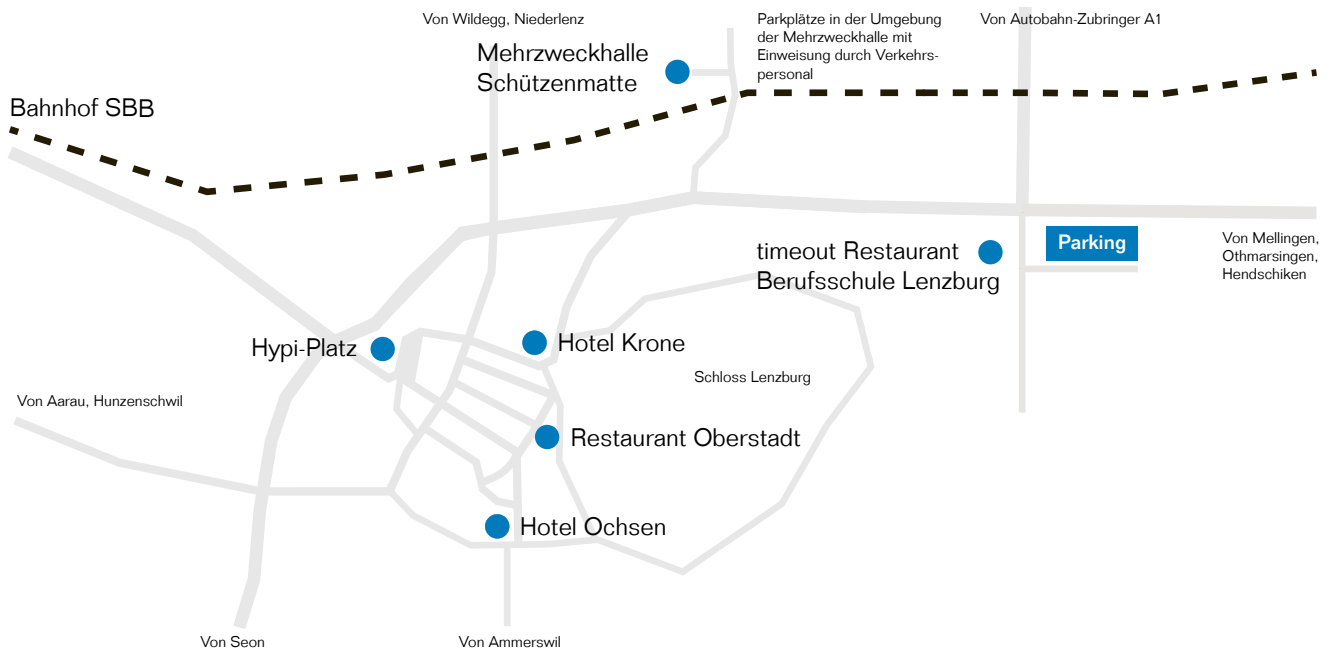 Von Wildegg, Niederlenz
Parkplätze in der Umgebung
der Mehrzweckhalle mit
Einweisung durch Verkehrs-
personal
Von Autobahn-Zubringer A1
Mehrzweckhalle
Schützenmatte
Bahnhof SBB
timeout Restaurant
Berufsschule Lenzburg
Parking
Von Mellingen,
Othmarsingen,
Hendschiken
Hypi-Platz
Hotel Krone
Schloss Lenzburg
Von Aarau, Hunzenschwil
Restaurant Oberstadt
Hotel Ochsen
Von Seon
Von Ammerswil